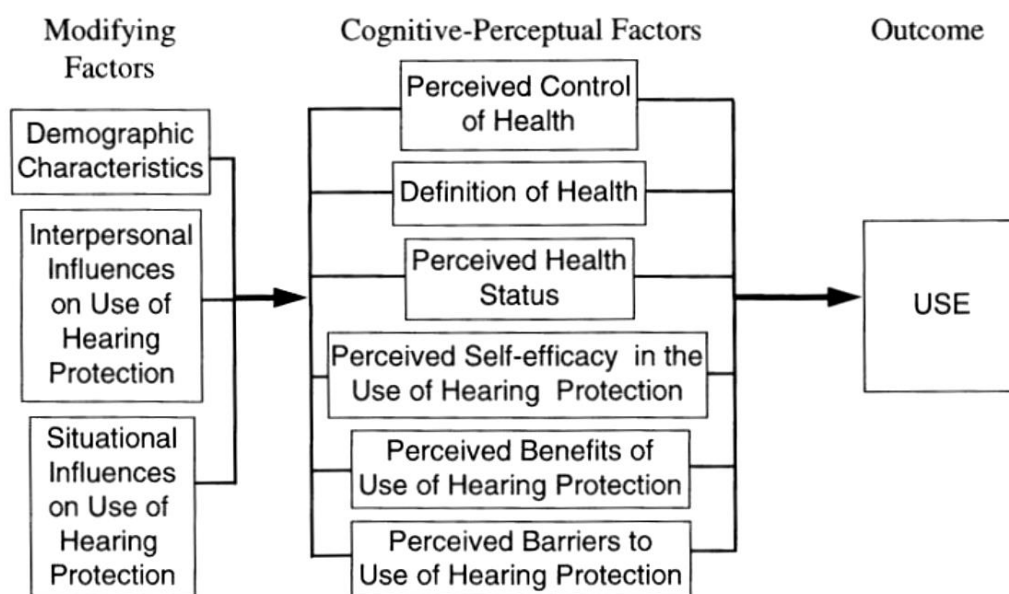 Modifying
Factors
Demographic
Characteristics
Interpersonal
Influences
on Use of
Hearing
Protection
Situational
Influences
on Use of
Hearing
Protection
Cognitive-Perceptual Factors
Perceived Control
of Health
Definition of Health
Perceived Health
Status
Perceived Self-efficacy in the
Use of Hearing Protection
Perceived Benefits of
Use of Hearing Protection
Perceived Barriers to
Use of Hearing Protection
Outcome
USE